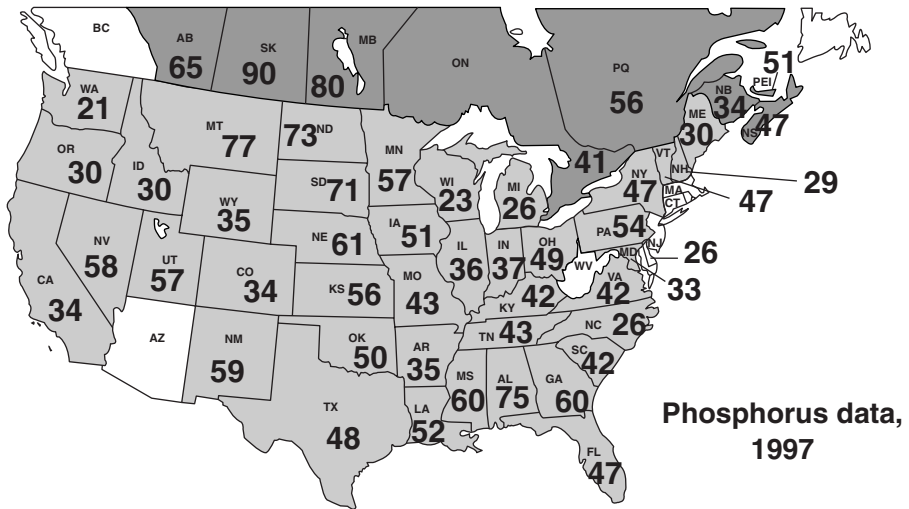 BC
AB
65
SK
90
MB
80
ON
41
PQ
56
NB
34
PEI
51
NS
47
WA
21
OR
30
ID
30
MT
77
ND
73
SD
71
MN
57
WI
23
MI
26
WY
35
NE
61
IA
51
NV
58
UT
57
CA
34
CO
34
KS
56
MO
43
IL
36
IN
37
OH
49
PA
54
NY
47
VT
NH
29
ME
30
MA
47
CT
NJ
26
MD
33
WV
VA
42
KY
42
TN
43
NC
26
SC
42
AZ
NM
59
OK
50
AR
35
MS
60
AL
75
GA
60
TX
48
LA
52
FL
47
Phosphorus data,
1997